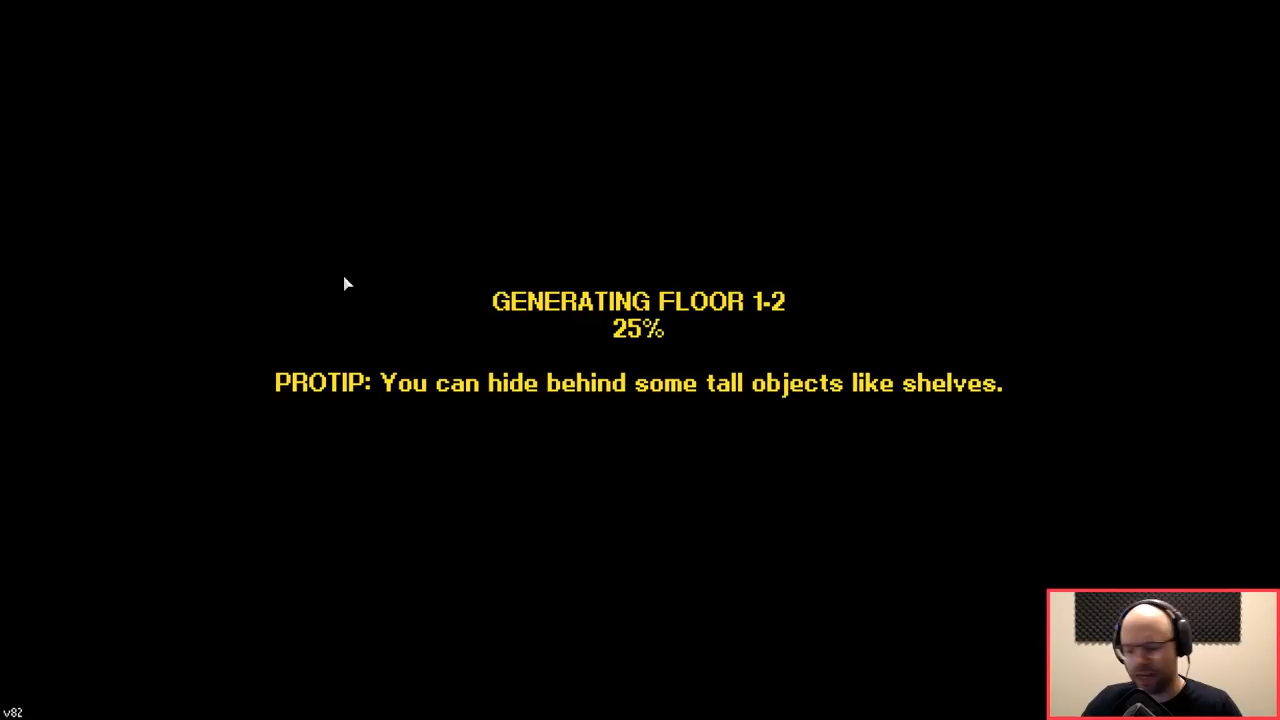 GENERATING FLOOR 1-2
25%
PROTIP: You can hide behind some tall objects like shelves.
v82